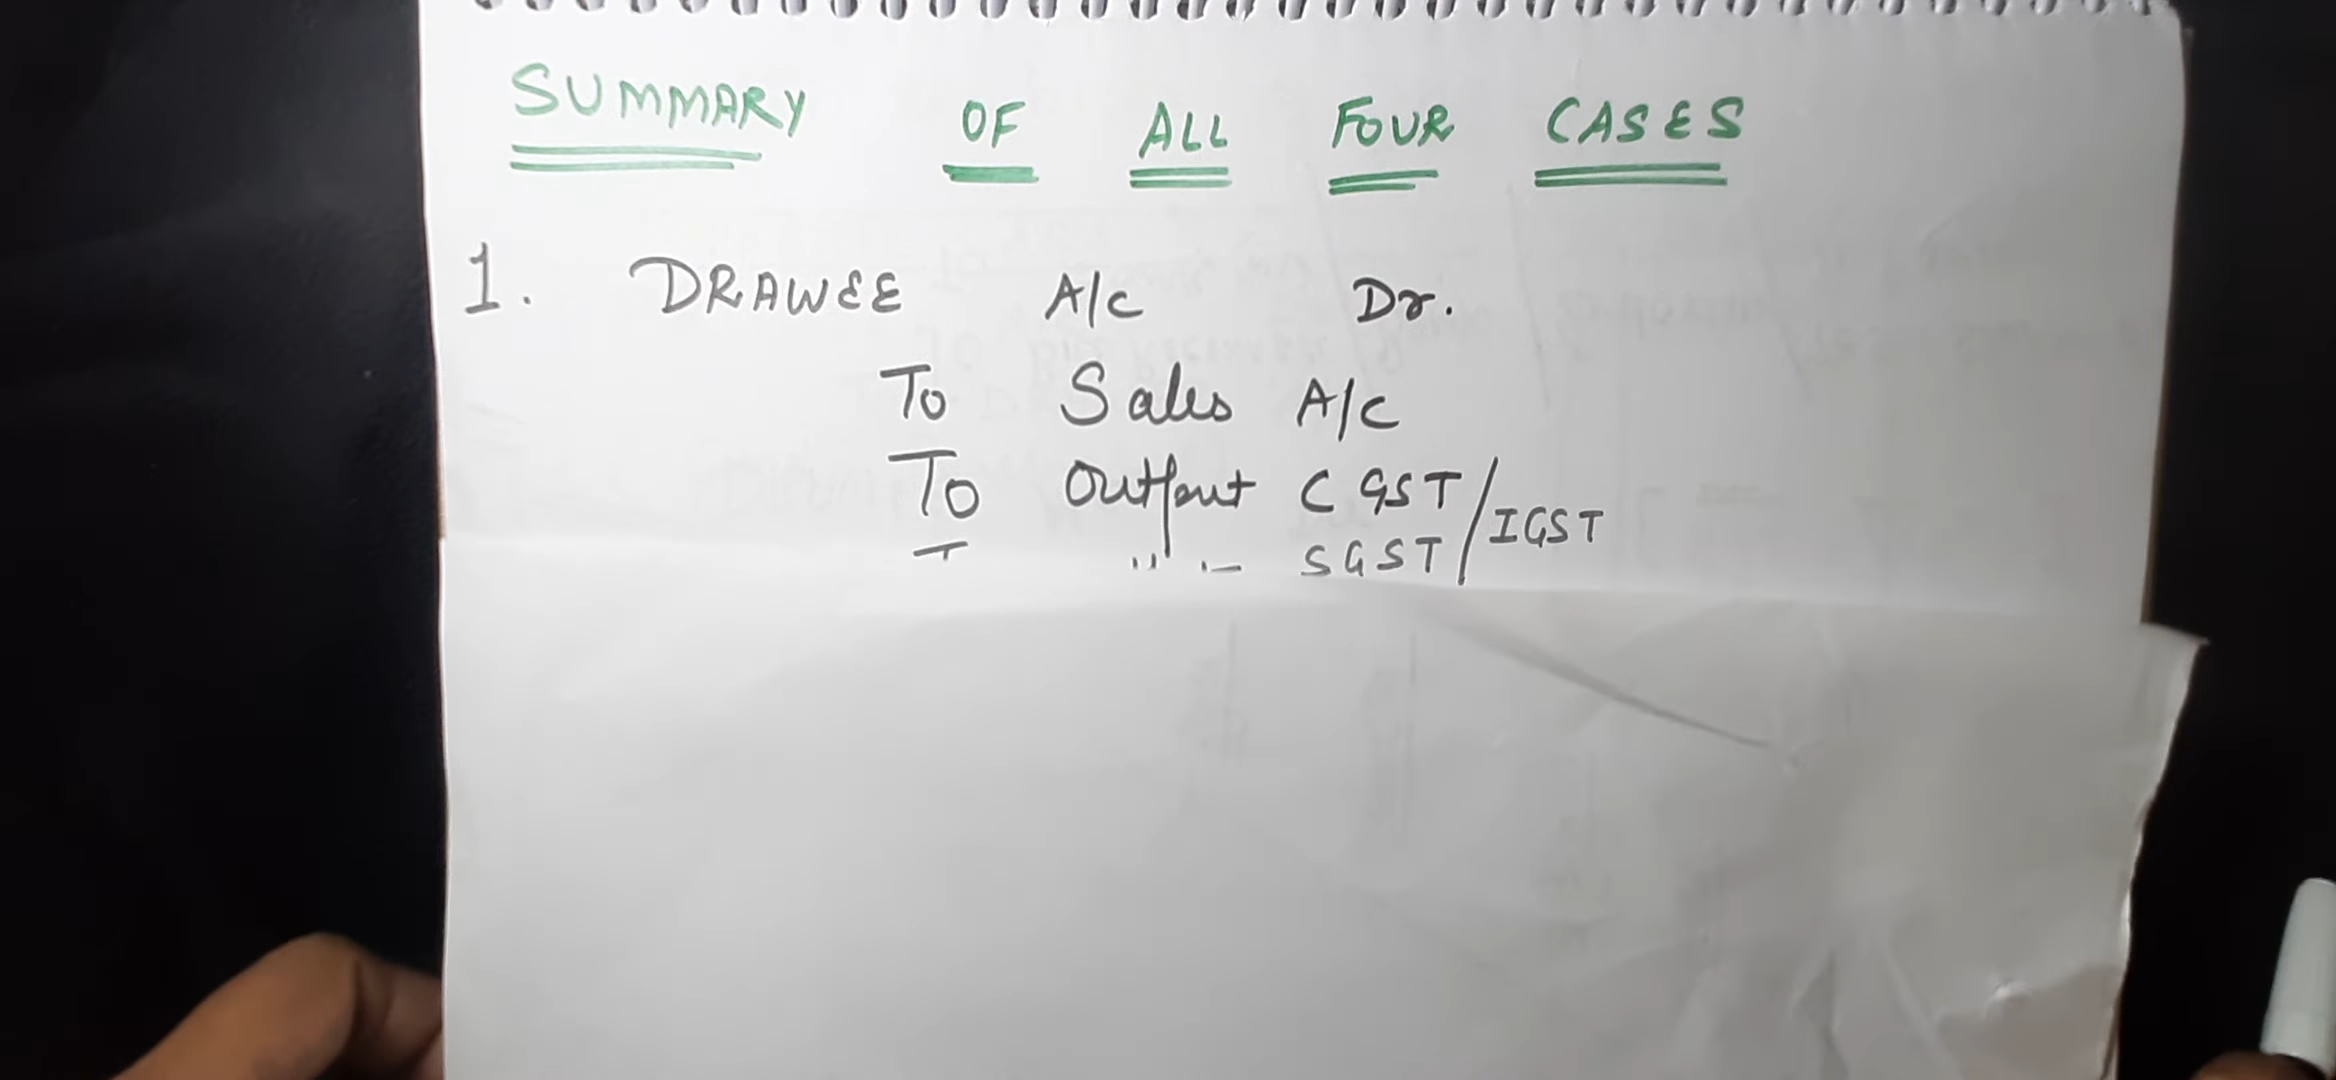 SUMMARY OF ALL FOUR CASES
1. DRAWEE A/c Dr.
To Sales A/c
To Output CGST/IGST
" " SGST